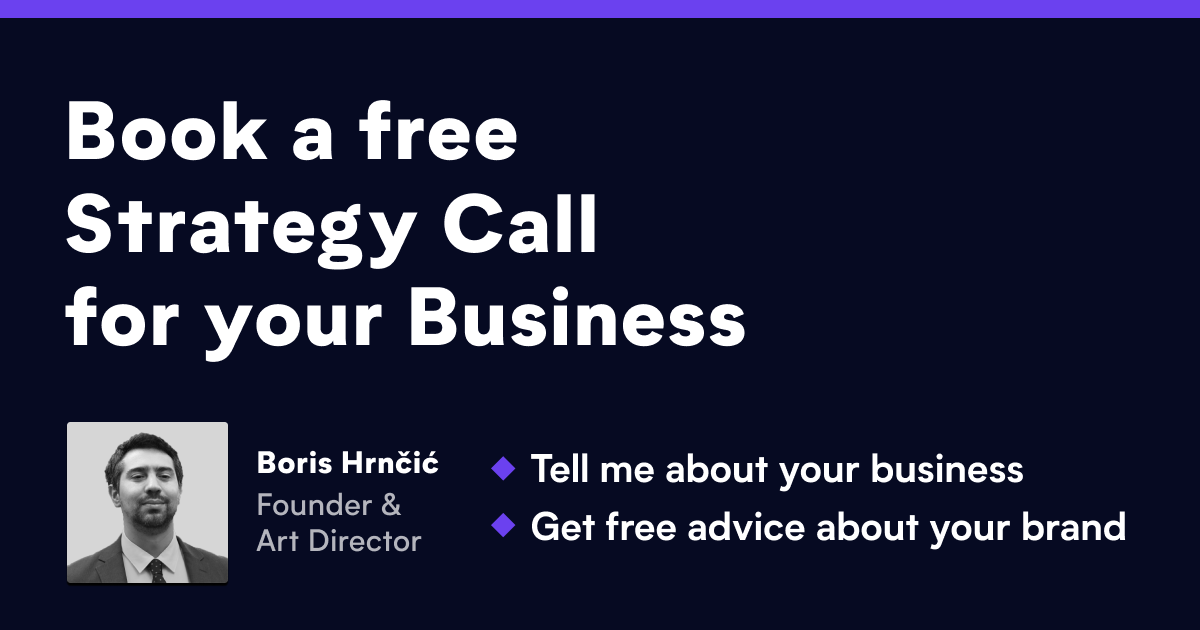 Book a free
Strategy Call
for your Business
Boris Hrnčić
Founder &
Art Director
Tell me about your business
Get free advice about your brand